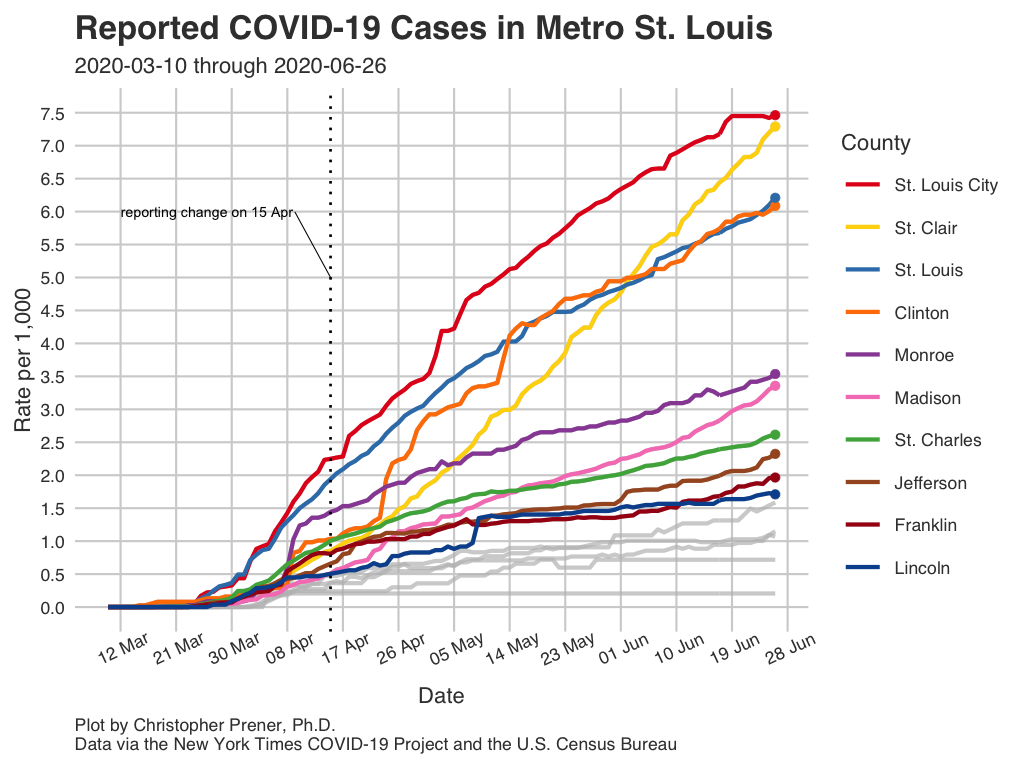 Reported COVID-19 Cases in Metro St. Louis
2020-03-10 through 2020-06-26
7.5
7.0
6.5
6.0
5.5
5.0
4.5
4.0
3.5
3.0
2.5
2.0
1.5
1.0
0.5
0.0
Rate per 1,000
reporting change on 15 Apr
12 Mar
21 Mar
30 Mar
08 Apr
17 Apr
26 Apr
05 May
14 May
23 May
01 Jun
10 Jun
19 Jun
28 Jun
Date
County
St. Louis City
St. Clair
St. Louis
Clinton
Monroe
Madison
St. Charles
Jefferson
Franklin
Lincoln
Plot by Christopher Prener, Ph.D.
Data via the New York Times COVID-19 Project and the U.S. Census Bureau